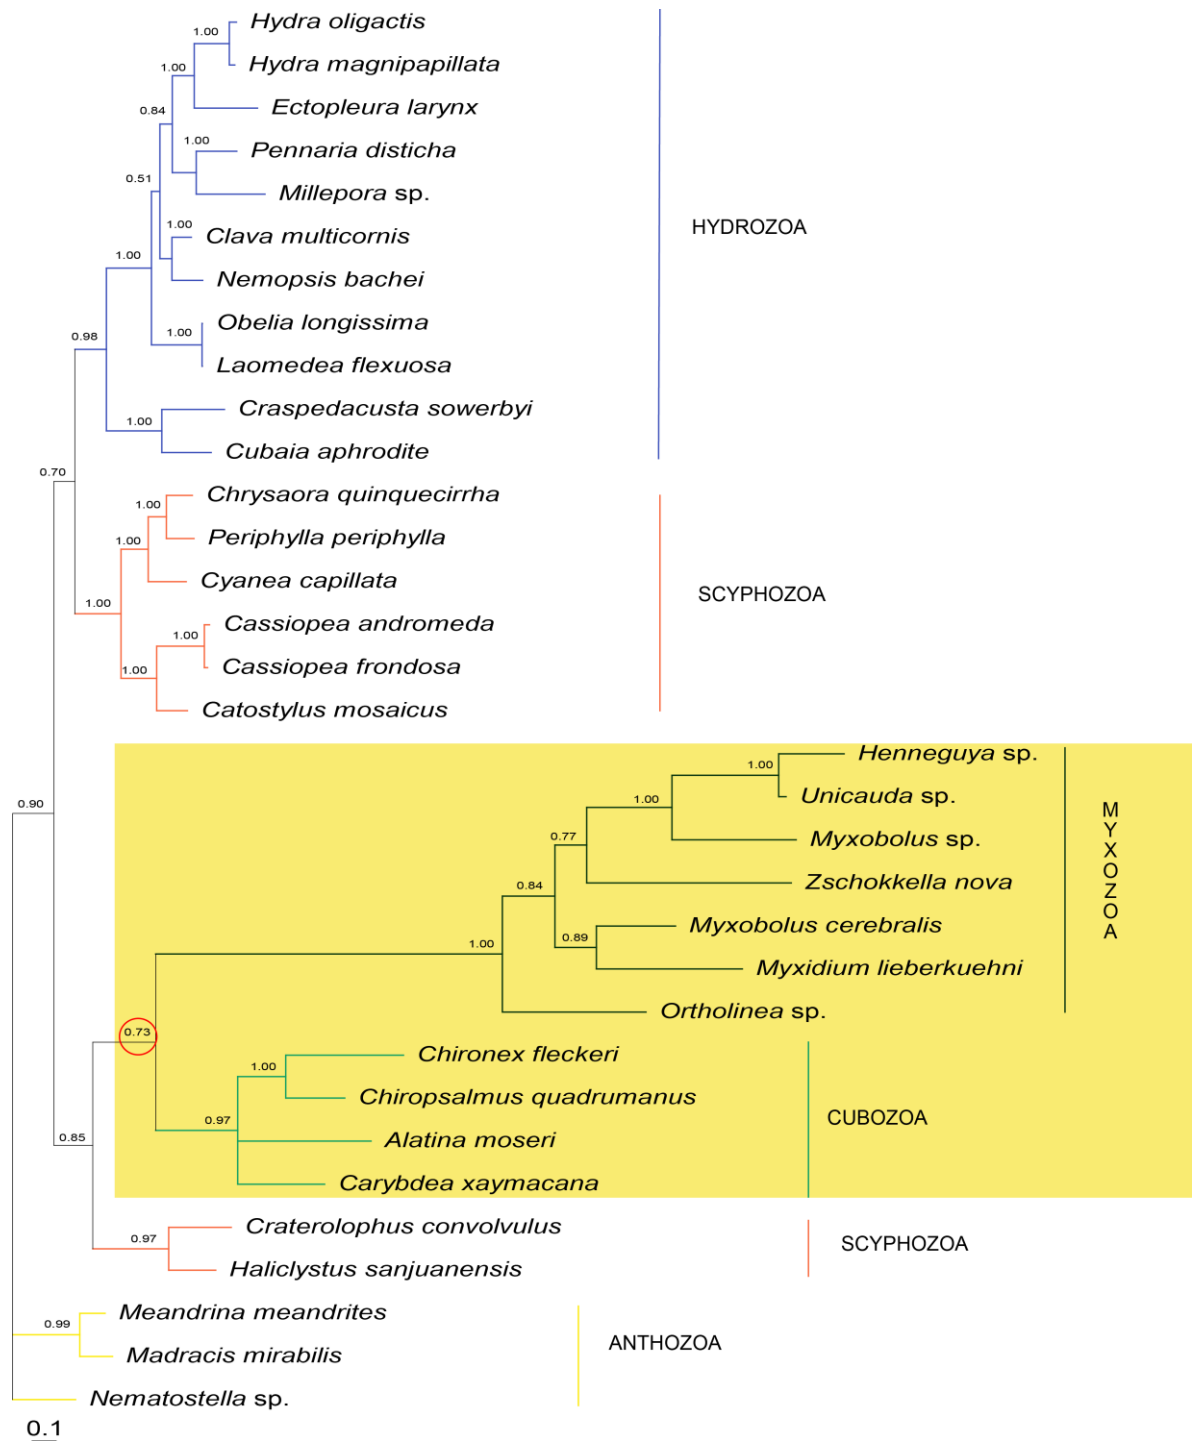 Hydra oligactis
1.00
Hydra magnipapillata
1.00
Ectopleura larynx
0.84
1.00
Pennaria disticha
0.51
Millepora sp.
1.00
Clava multicornis
HYDROZOA
1.00
Nemopsis bachei
Obelia longissima
0.98
1.00
Laomedea flexuosa
Craspedacusta sowerbyi
1.00
Cubaia aphrodite
0.70
Chrysaora quinquecirrha
1.00
Periphylla periphylla
1.00
Cyanea capillata
SCYPHOZOA
1.00
Cassiopea andromeda
1.00
Cassiopea frondosa
1.00
Catostylus mosaicus
Henneguya sp.
1.00
Unicauda sp.
0.90
1.00
MYXOZOA
Myxobolus sp.
0.77
Zschokkella nova
0.84
Myxobolus cerebralis
0.89
1.00
Myxidium lieberkuehni
Ortholinea sp.
0.73
Chironex fleckeri
1.00
Chiropsalmus quadrumanus
CUBOZOA
0.97
0.85
Alatina moseri
Carybdea xaymacana
Craterolophus convolvulus
SCYPHOZOA
0.97
Haliclystus sanjuanensis
Meandrina meandrites
0.99
ANTHOZOA
Madracis mirabilis
Nematostella sp.
0.1